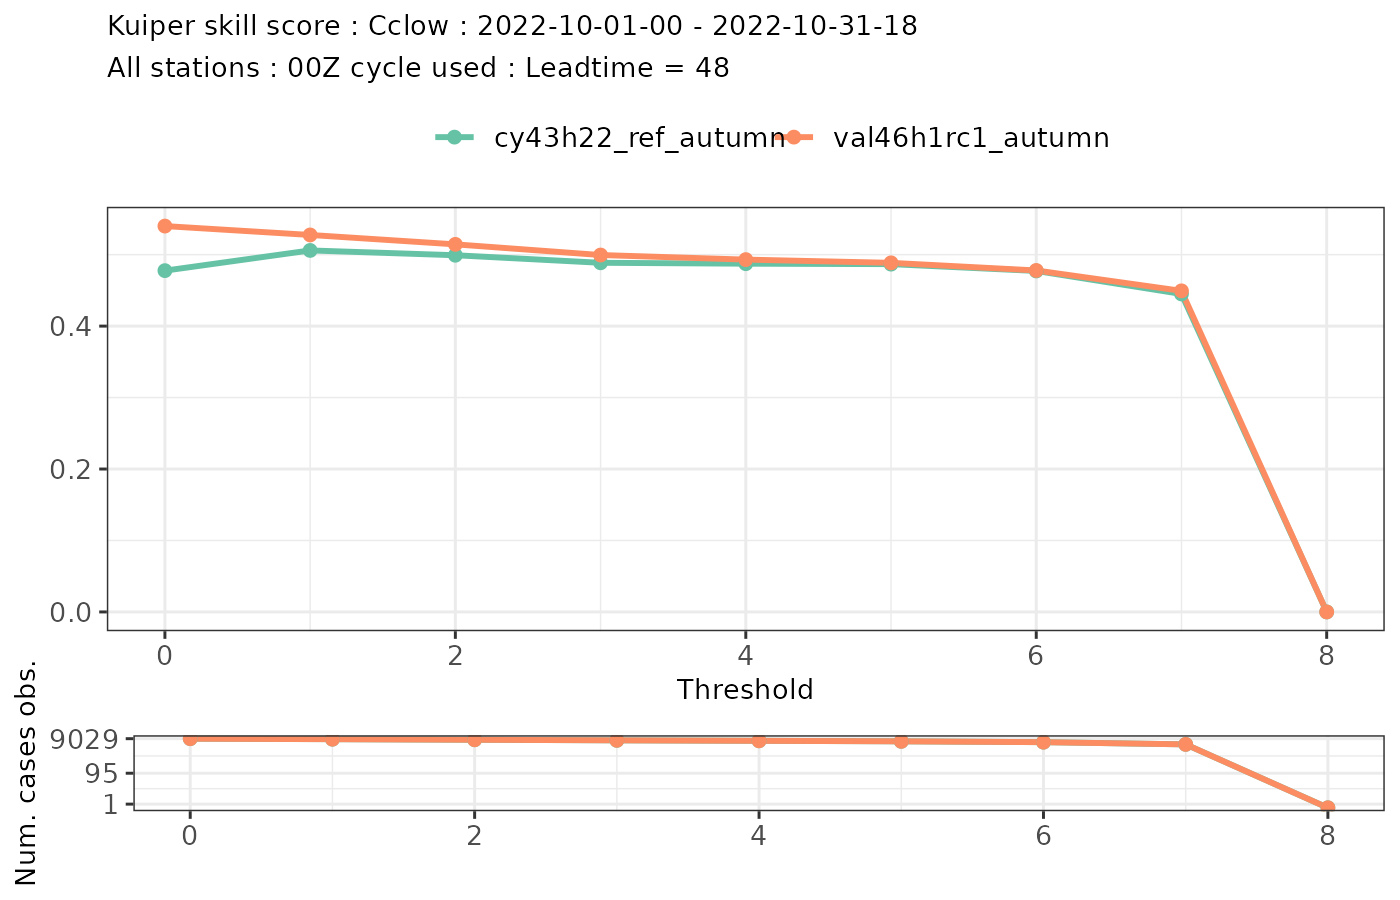 Kuiper skill score : Cclow : 2022-10-01-00 - 2022-10-31-18
All stations : 00Z cycle used : Leadtime = 48
cy43h22_ref_autumn val46h1rc1_autumn
0.4
0.2
0.0
0 2 4 6 8
Threshold
Num. cases obs.
9029
95
1
0 2 4 6 8